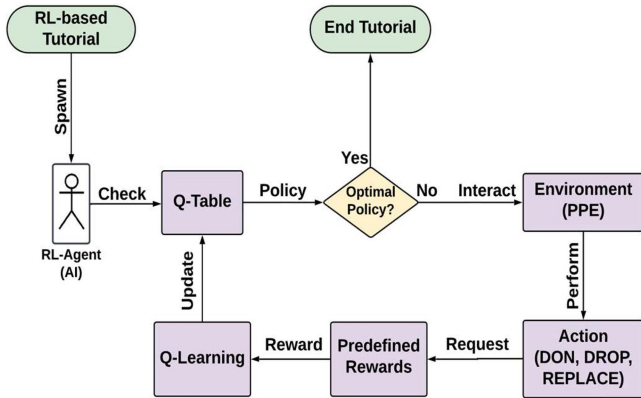 RL-based
Tutorial
End Tutorial
Spawn
Yes
Check
Q-Table
Policy
Optimal
Policy?
No
Interact
Environment
(PPE)
RL-Agent
(AI)
Update
Perform
Q-Learning
Reward
Predefined
Rewards
Request
Action
(DON, DROP,
REPLACE)